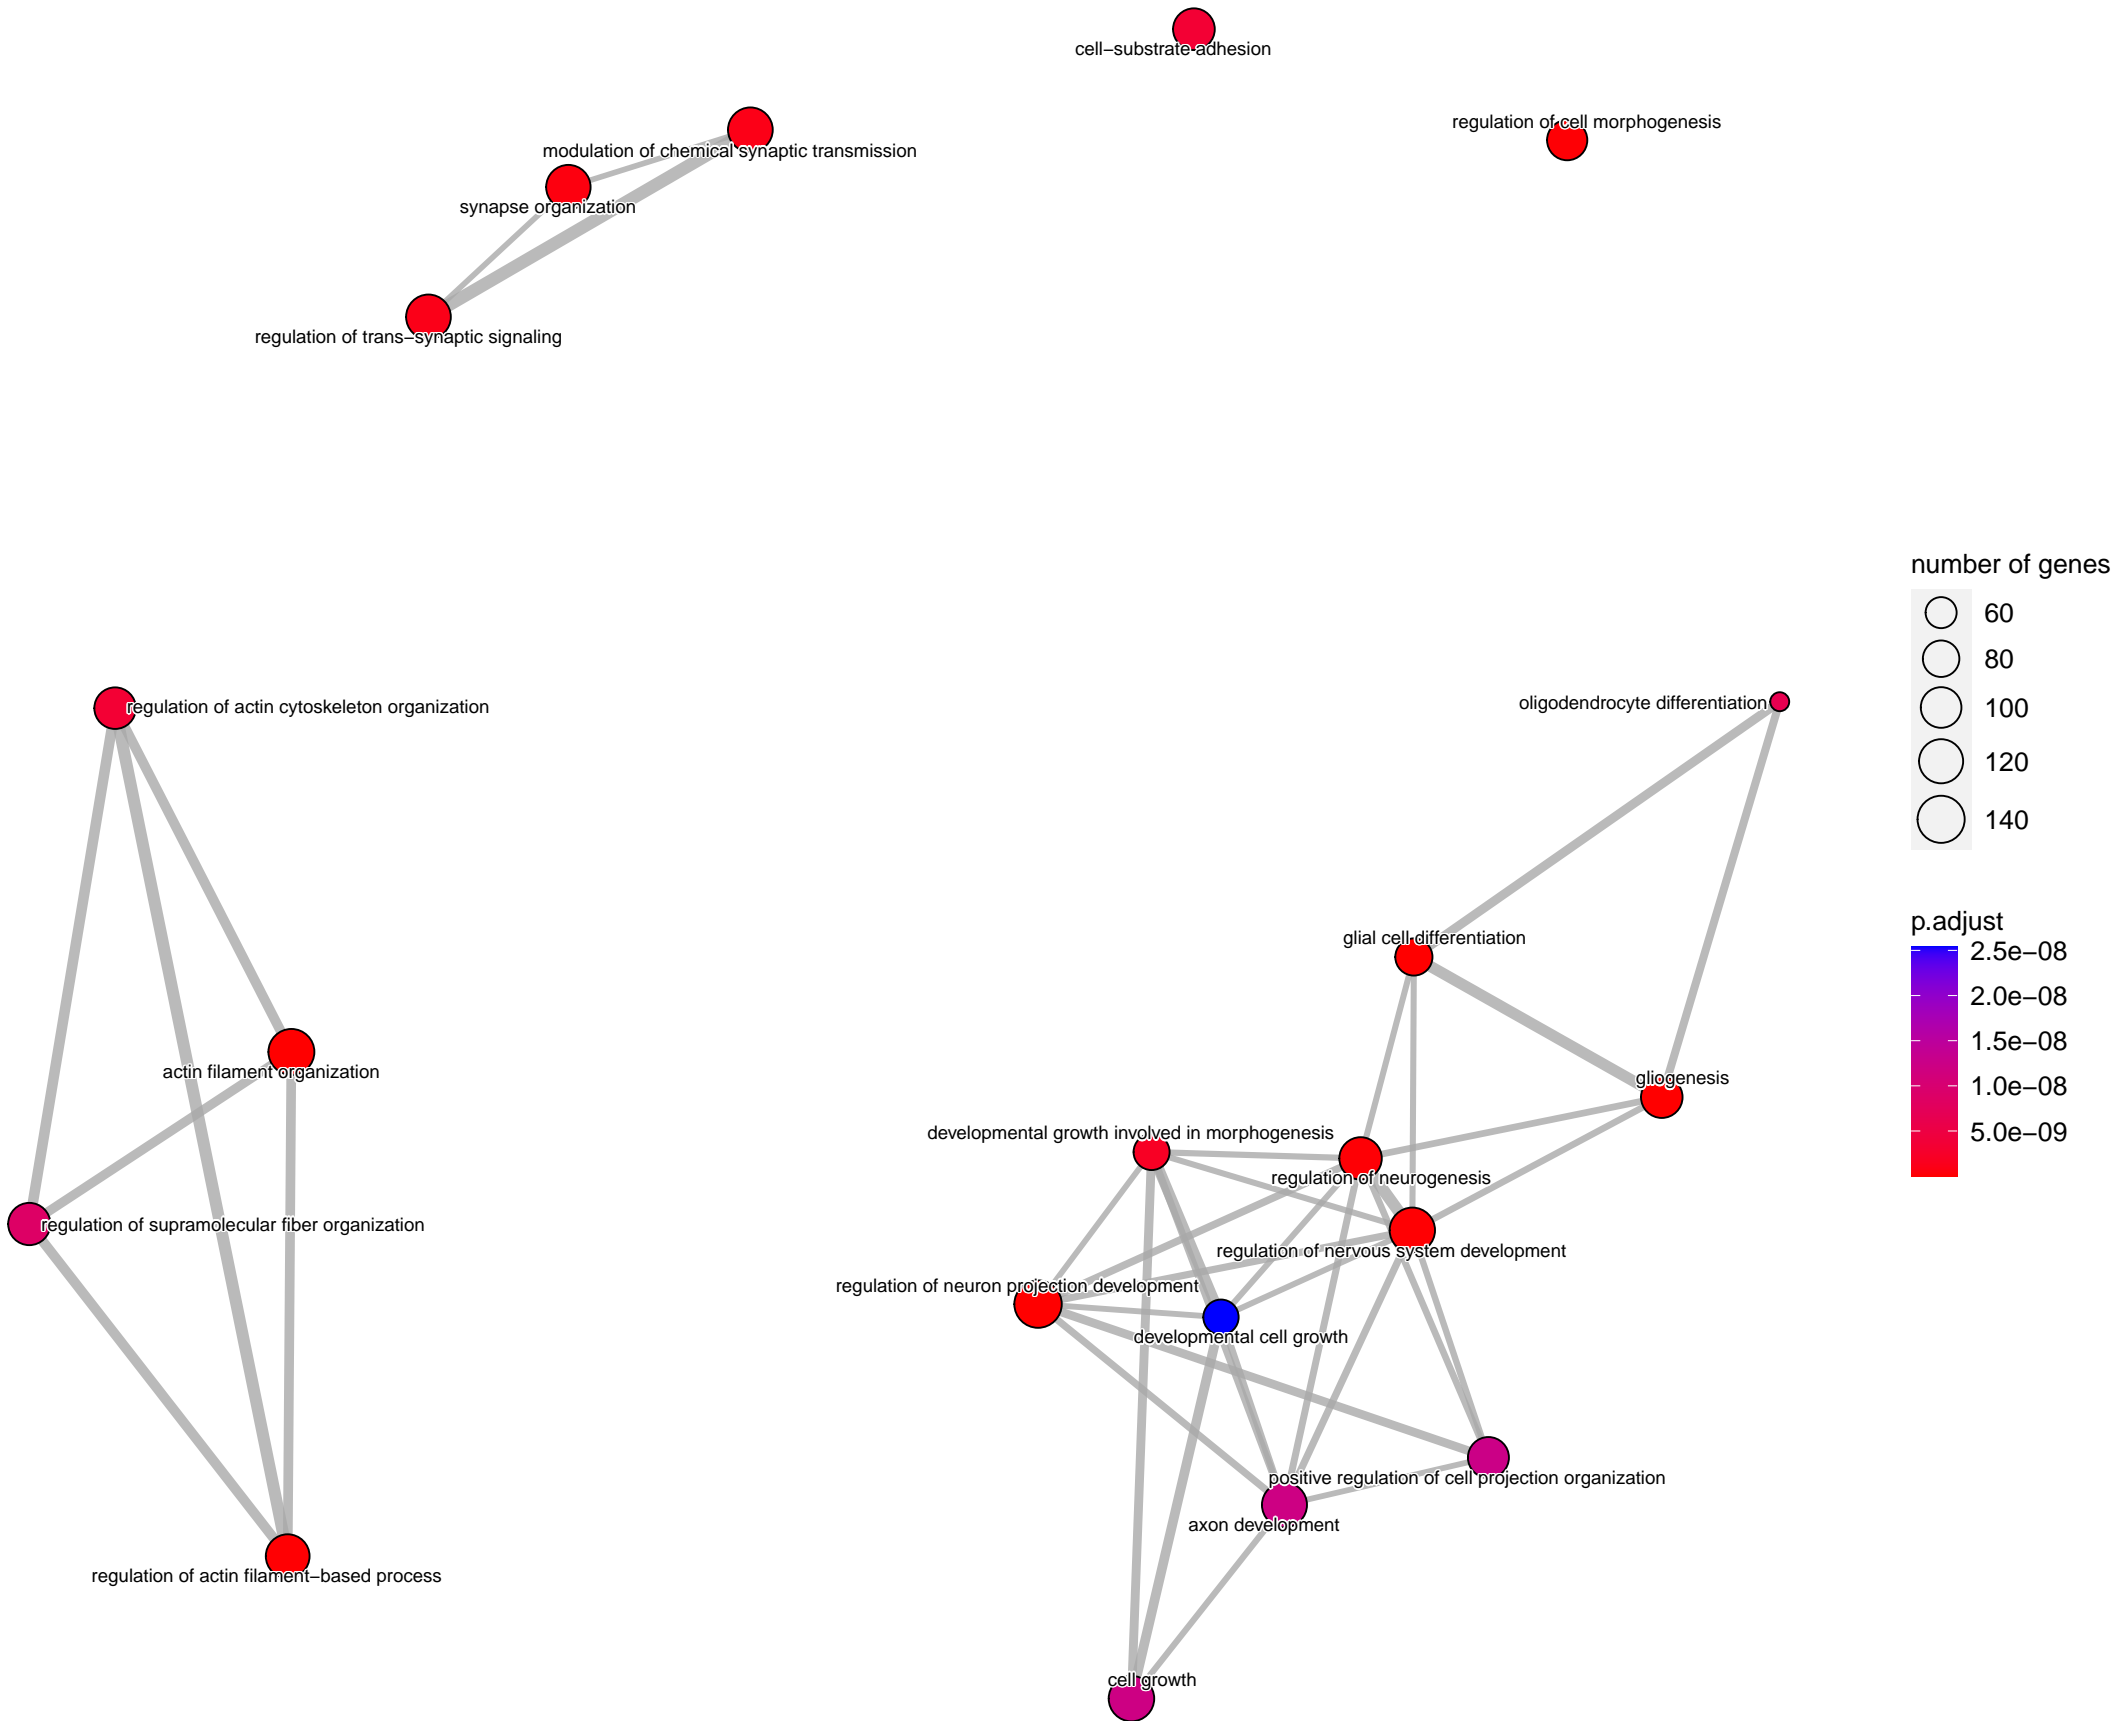 cell−substrate adhesion
regulation of cell morphogenesis
modulation of chemical synaptic transmission
synapse organization
regulation of trans−synaptic signaling
number of genes
60
80
100
120
140
regulation of actin cytoskeleton organization
oligodendrocyte differentiation
p.adjust
2.5e−08
2.0e−08
1.5e−08
1.0e−08
5.0e−09
glial cell differentiation
actin filament organization
gliogenesis
developmental growth involved in morphogenesis
regulation of neurogenesis
regulation of supramolecular fiber organization
regulation of nervous system development
regulation of neuron projection development
developmental cell growth
positive regulation of cell projection organization
axon development
regulation of actin filament−based process
cell growth